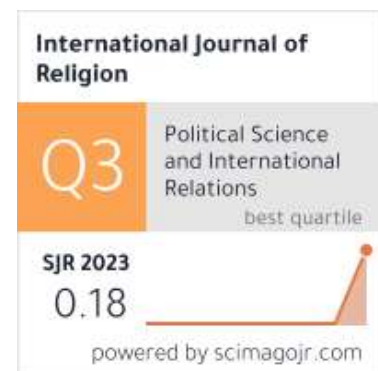 International Journal of
Religion
Q3
Political Science
and International
Relations
best quartile
SJR 2023
0.18
powered by scimagojr.com